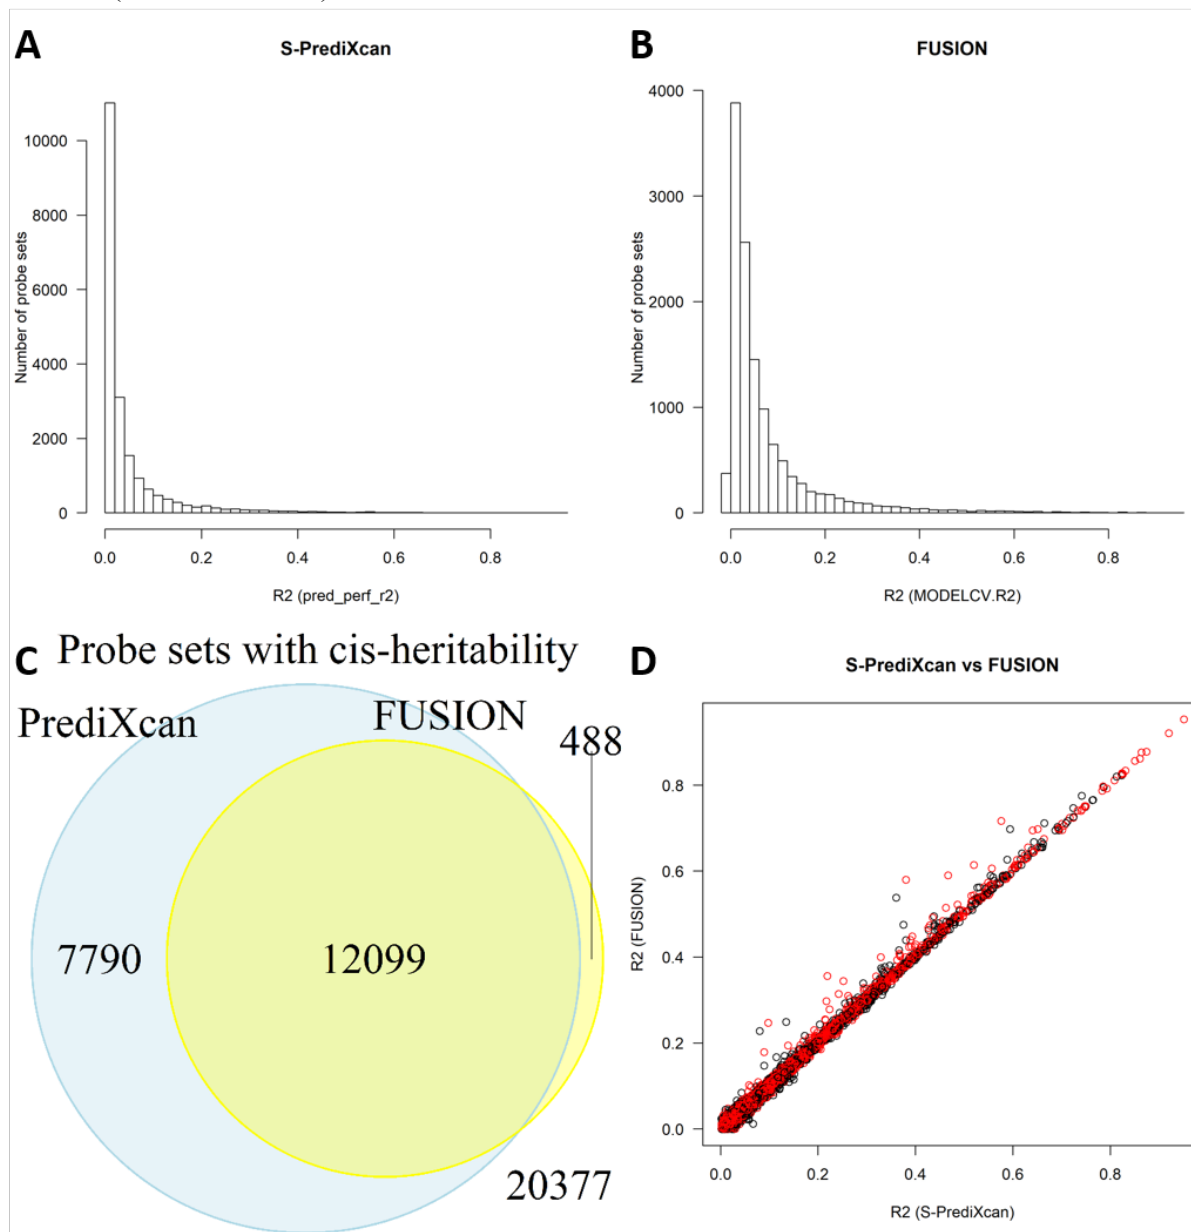 A
S-PrediXcan
Number of probe sets
10000
8000
6000
4000
2000
0
0.0 0.2 0.4 0.6 0.8
R2 (pred_perf_r2)
B
FUSION
Number of probe sets
4000
3000
2000
1000
0
0.0 0.2 0.4 0.6 0.8
R2 (MODELCV.R2)
C
Probe sets with cis-heritability
PrediXcan
FUSION
488
7790
12099
20377
D
S-PrediXcan vs FUSION
R2 (FUSION)
0.8
0.6
0.4
0.2
0.0
0.0 0.2 0.4 0.6 0.8
R2 (S-PrediXcan)